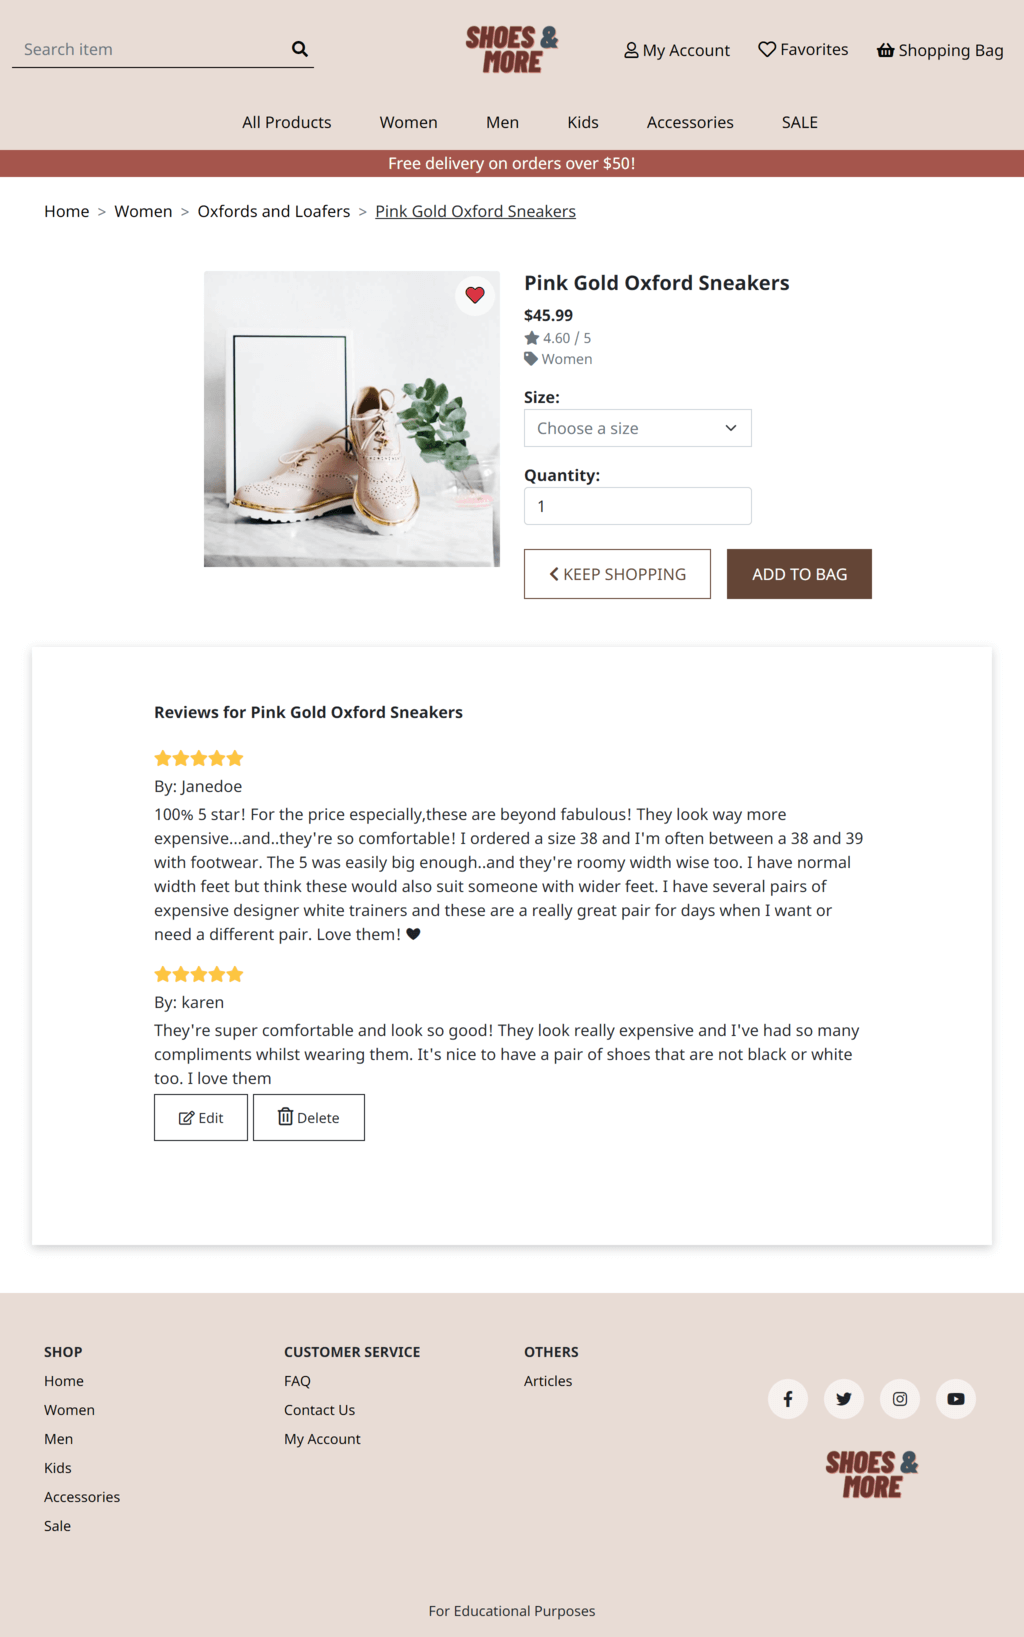 Search item
SHOES &
MORE
My Account
Favorites
Shopping Bag
All Products
Women
Men
Kids
Accessories
SALE
Free delivery on orders over $50!
Home > Women > Oxfords and Loafers > Pink Gold Oxford Sneakers
Pink Gold Oxford Sneakers
$45.99
4.60 / 5
Women
Size:
Choose a size
Quantity:
1
KEEP SHOPPING
ADD TO BAG
Reviews for Pink Gold Oxford Sneakers
By: Janedoe
100% 5 star! For the price especially,these are beyond fabulous! They look way more
expensive...and..they're so comfortable! I ordered a size 38 and I'm often between a 38 and 39
with footwear. The 5 was easily big enough..and they're roomy width wise too. I have normal
width feet but think these would also suit someone with wider feet. I have several pairs of
expensive designer white trainers and these are a really great pair for days when I want or
need a different pair. Love them! ♥
By: karen
They're super comfortable and look so good! They look really expensive and I've had so many
compliments whilst wearing them. It's nice to have a pair of shoes that are not black or white
too. I love them
Edit
Delete
SHOP
Home
Women
Men
Kids
Accessories
Sale
CUSTOMER SERVICE
FAQ
Contact Us
My Account
OTHERS
Articles
SHOES &
MORE
For Educational Purposes